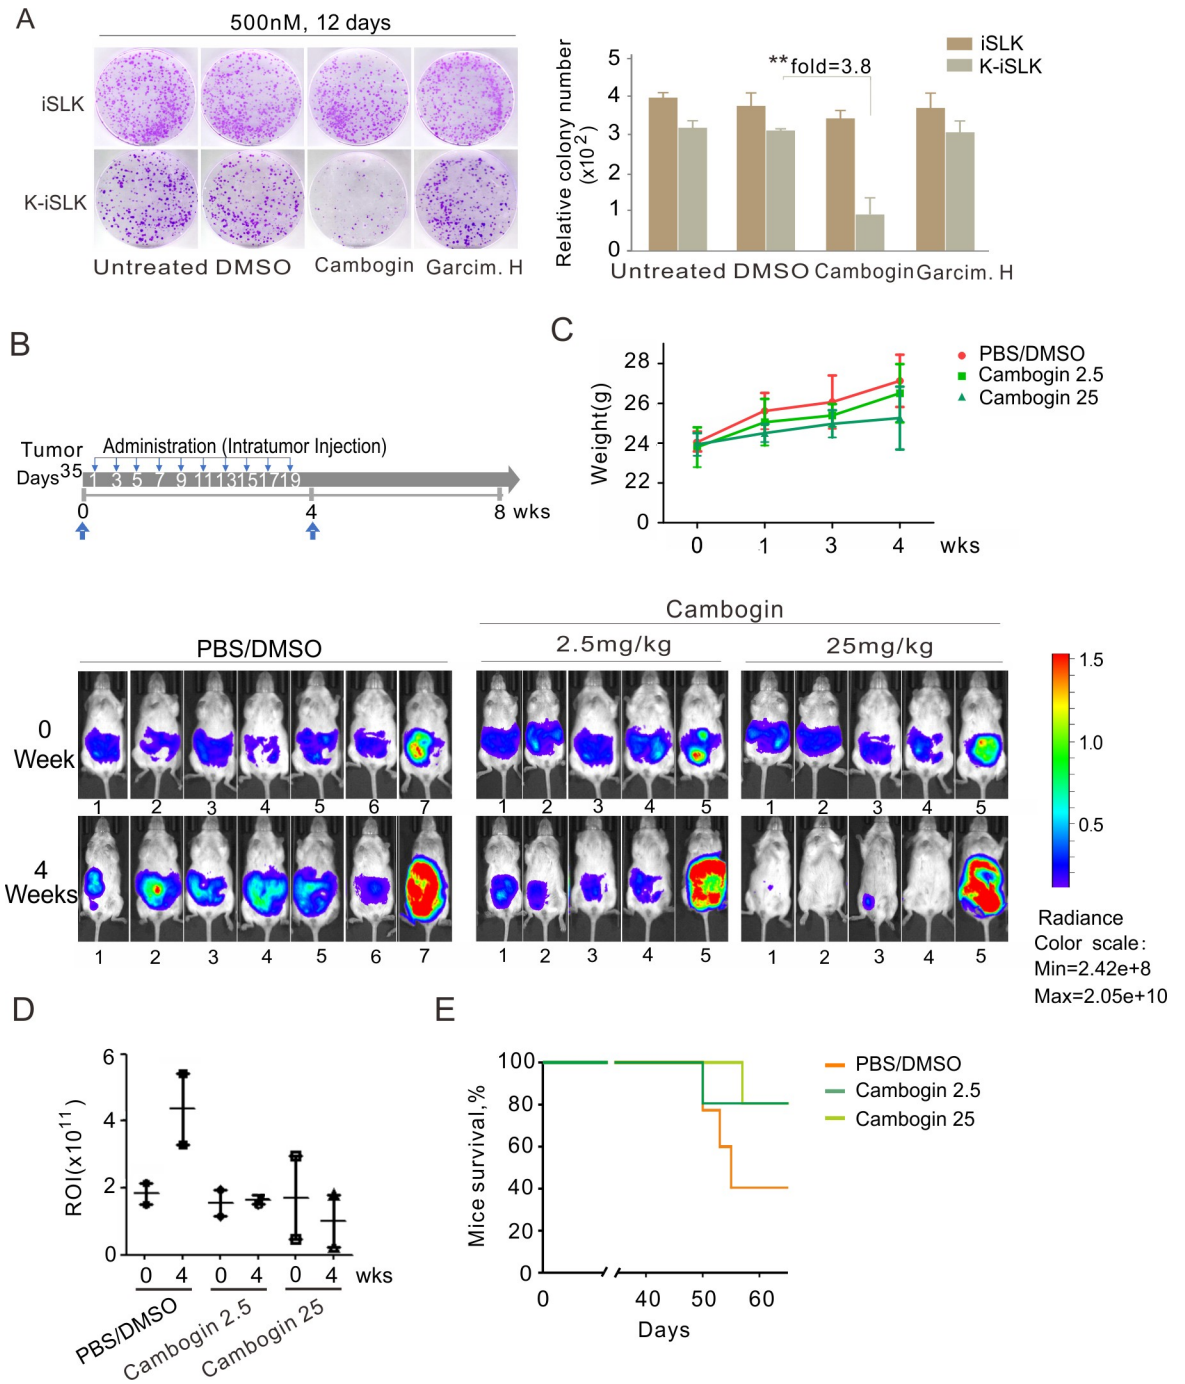 A
500nM, 12 days
iSLK
K-iSLK
Untreated DMSO Cambogin Garcim. H
Relative colony number
(x10²)
5
4
3
2
1
0
**fold=3.8
iSLK
K-iSLK
Untreated DMSO Cambogin Garcim. H
B
Tumor
Days 35
Administration (Intratumor Injection)
1 3 5 7 9 11 13 15 17 19
0 4 8 wks
C
Weight(g)
28
26
24
22
0
0 1 3 4 wks
PBS/DMSO
Cambogin 2.5
Cambogin 25
Cambogin
PBS/DMSO 2.5mg/kg 25mg/kg
0
Week
1 2 3 4 5 6 7 1 2 3 4 5 1 2 3 4 5
4
Weeks
1 2 3 4 5 6 7 1 2 3 4 5 1 2 3 4 5
1.5
1.0
0.5
Radiance
Color scale:
Min=2.42e+8
Max=2.05e+10
D
ROI(x10¹¹)
6
4
2
0
0 4 0 4 0 4 wks
PBS/DMSO
Cambogin 2.5
Cambogin 25
E
Mice survival,%
100
80
60
40
20
0
0 40 50 60
Days
PBS/DMSO
Cambogin 2.5
Cambogin 25